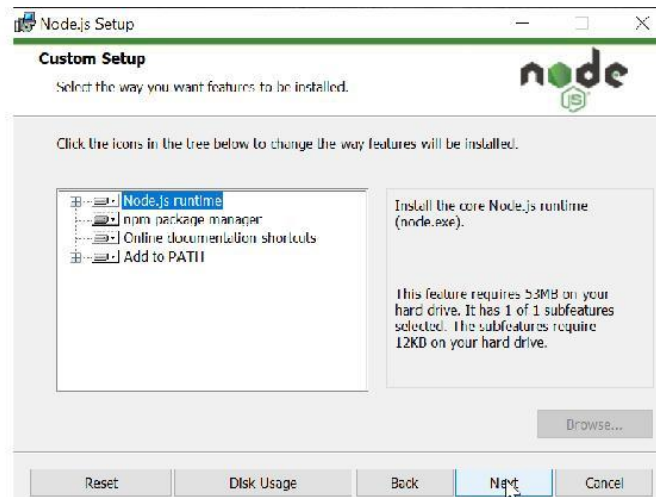 Node.js Setup
Custom Setup
Select the way you want features to be installed.
node
JS
Click the icons in the tree below to change the way features will be installed.
Node.js runtime
npm package manager
Online documentation shortcuts
Add to PATH
Install the core Node.js runtime
(node.exe).
This feature requires 53MB on your
hard drive. It has 1 of 1 subfeatures
selected. The subfeatures require
12KB on your hard drive.
Browse...
Reset
Disk Usage
Back
Next
Cancel